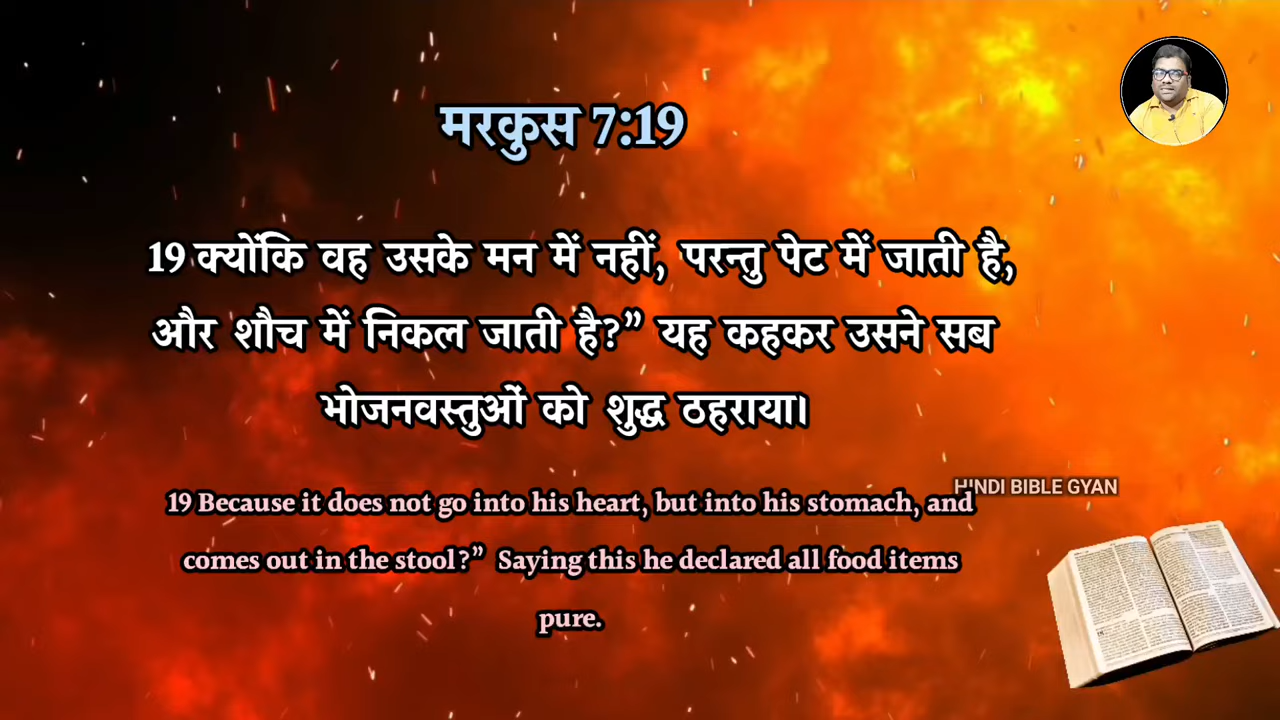 मरकुस 7:19
19 क्योंकि वह उसके मन में नहीं, परन्तु पेट में जाती है,
और शौच में निकल जाती है?” यह कहकर उसने सब
भोजनवस्तुओं को शुद्ध ठहराया।
HINDI BIBLE GYAN
19 Because it does not go into his heart, but into his stomach, and
comes out in the stool?” Saying this he declared all food items
pure.